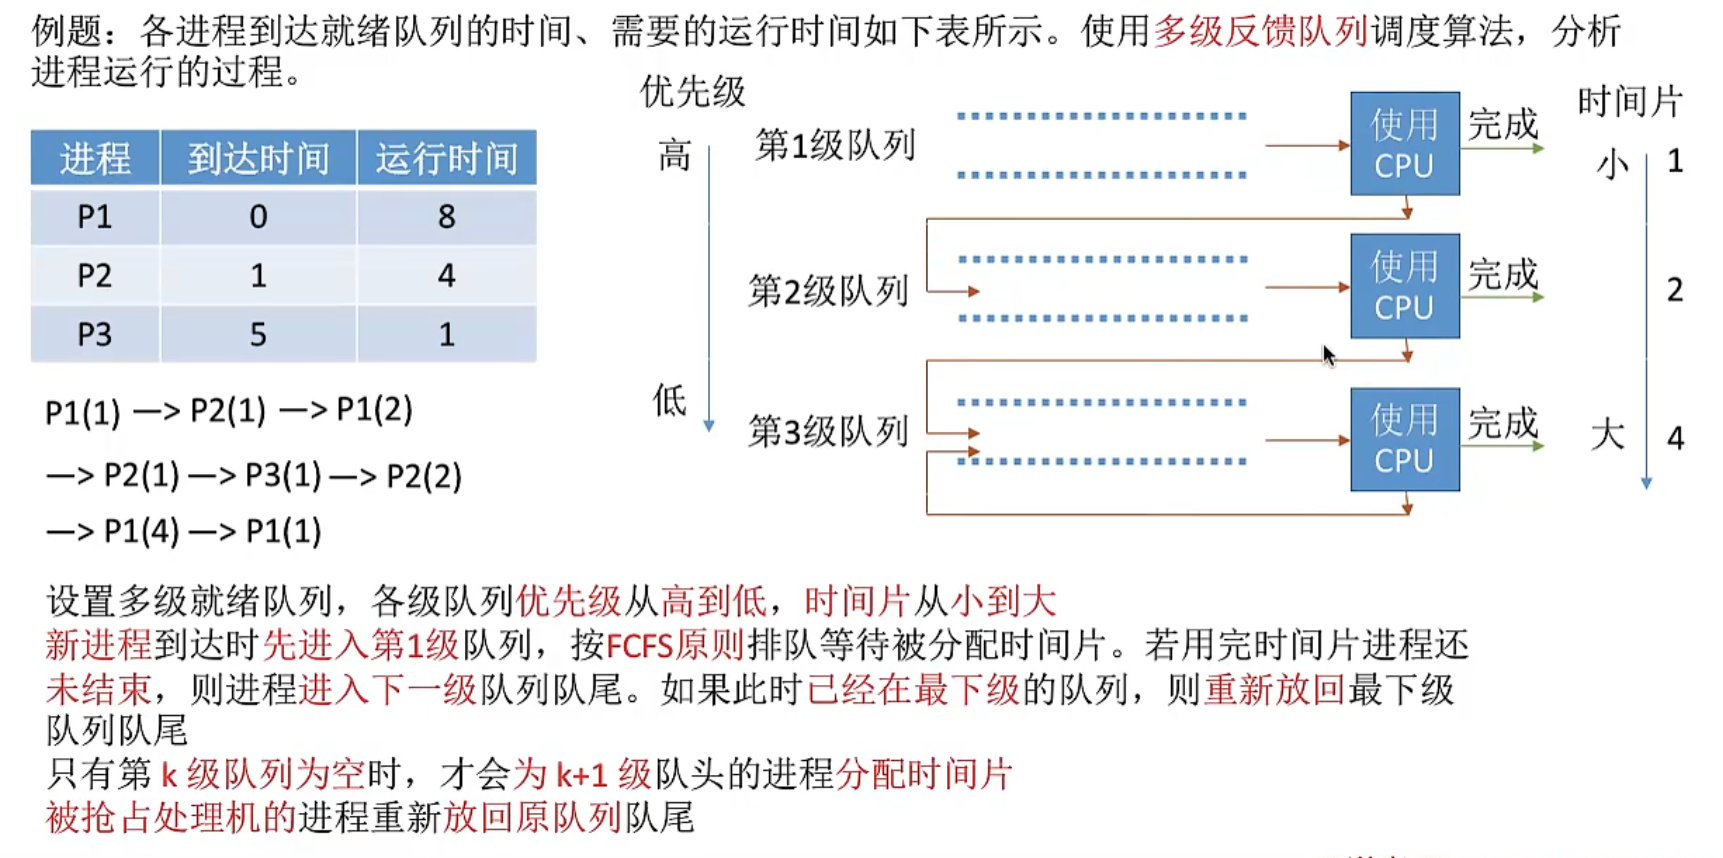 例题：各进程到达就绪队列的时间、需要的运行时间如下表所示。使用多级反馈队列调度算法，分析
进程运行的过程。
进程 到达时间 运行时间
P1 0 8
P2 1 4
P3 5 1
P1(1) —> P2(1) —> P1(2)
—> P2(1) —> P3(1) —> P2(2)
—> P1(4) —> P1(1)
优先级
高
低
第1级队列
使用
CPU
完成
第2级队列
使用
CPU
完成
第3级队列
使用
CPU
完成
时间片
小 1
2
大 4
设置多级就绪队列，各级队列优先级从高到低，时间片从小到大
新进程到达时先进入第1级队列，按FCFS原则排队等待被分配时间片。若用完时间片进程还
未结束，则进程进入下一级队列队尾。如果此时已经在最下级的队列，则重新放回最下级
队列队尾
只有第 k 级队列为空时，才会为 k+1 级队头的进程分配时间片
被抢占处理机的进程重新放回原队列队尾